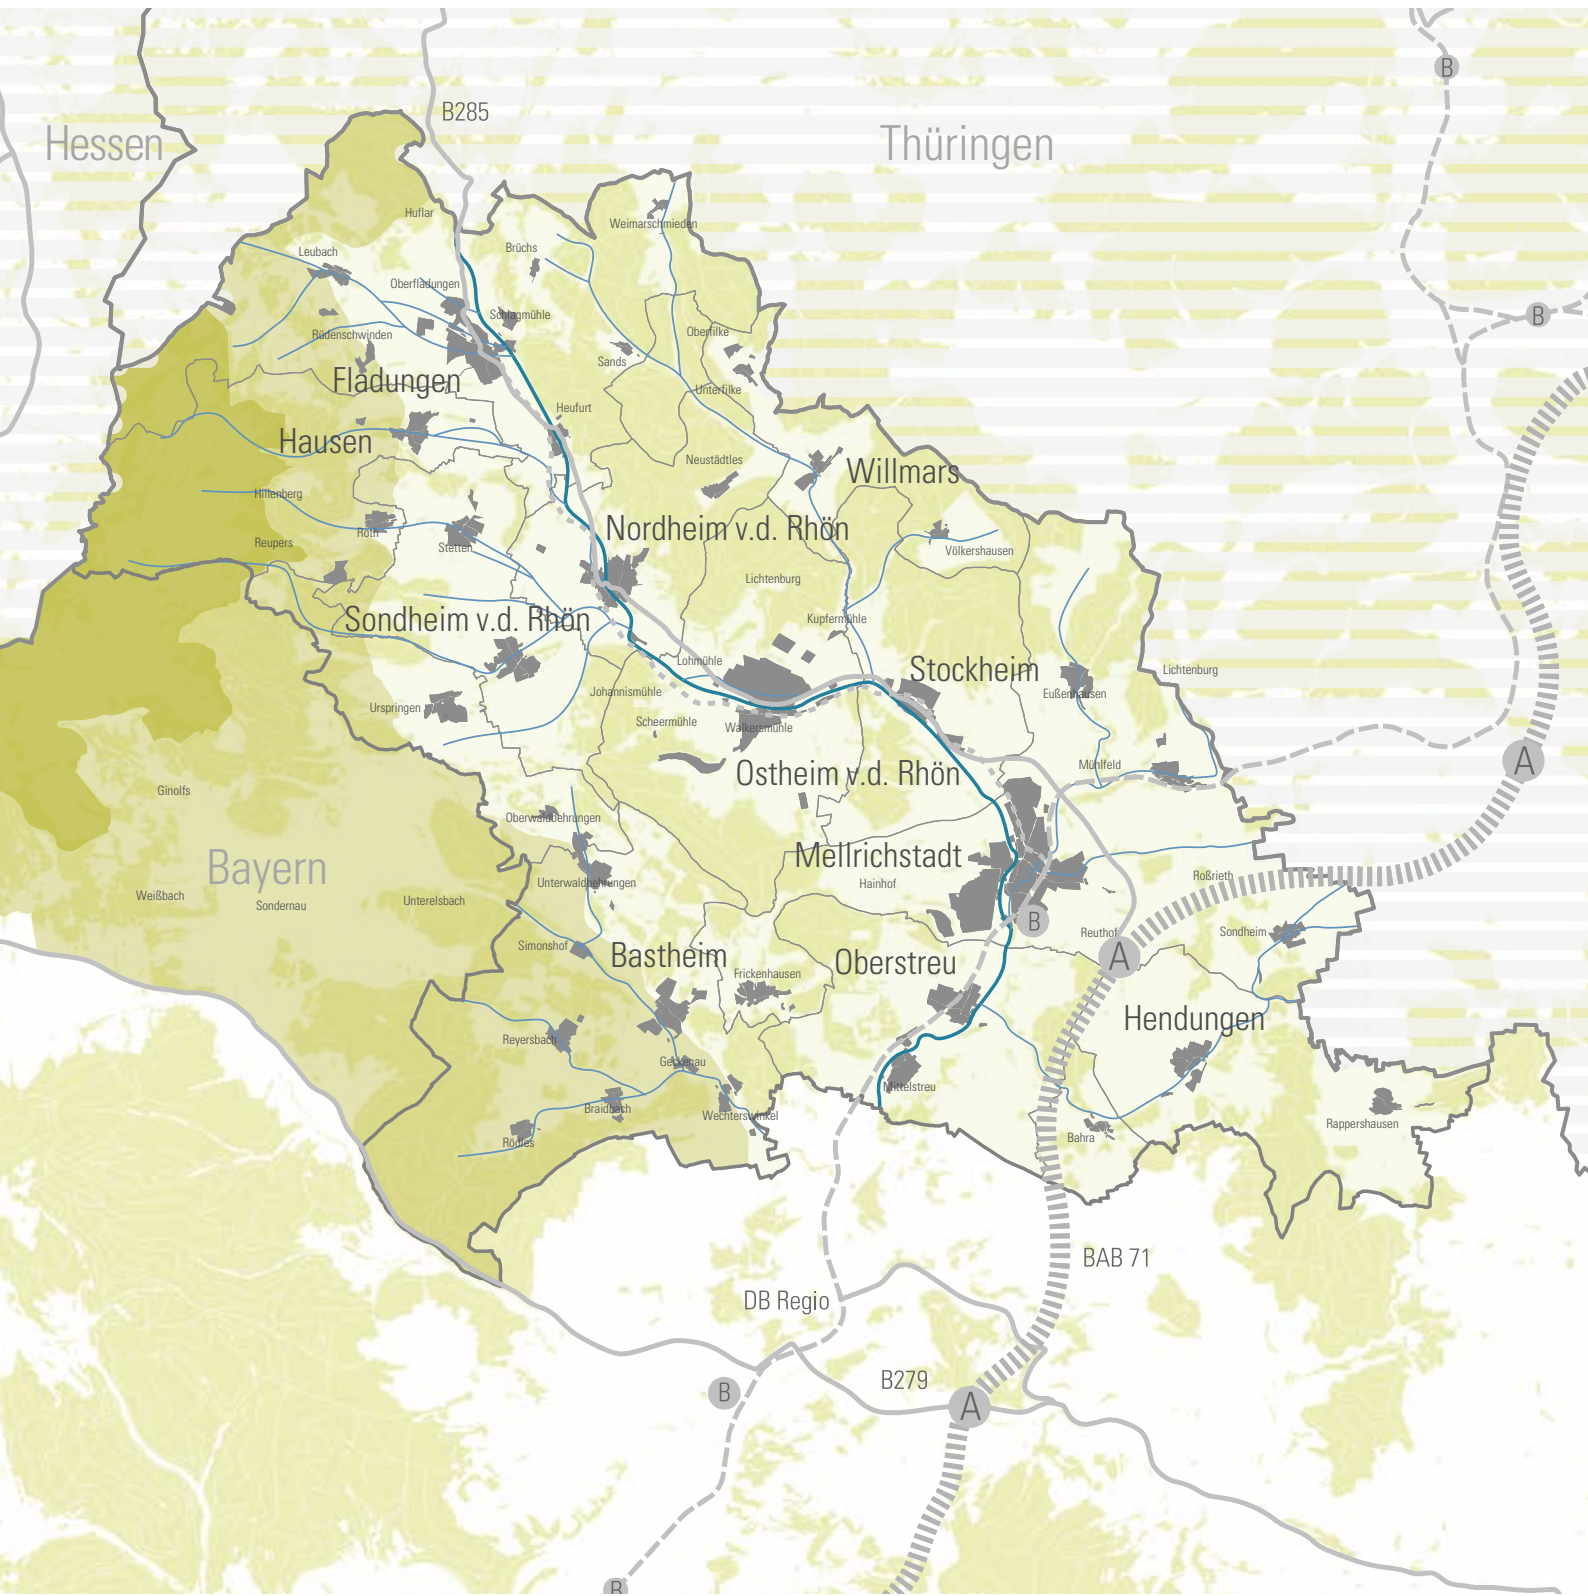 B
B285
Hessen
Thüringen
Huflar
Weimarschmieden
Brüchs
Leubach
Oberfladungen
Schlagmühle
B
Rüdenschwinden
Oberfilke
Sands
Fladungen
Unterfilke
Heufurt
Hausen
Neustädtles
Willmars
Hillenberg
Roth
Nordheim v.d. Rhön
Reupers
Stetten
Völkershausen
Lichtenburg
Sondheim v.d. Rhön
Kupfermühle
Lohmühle
Stockheim
Lichtenburg
Johannismühle
Eußenhausen
Urspringen
Scheermühle
Walkersmühle
Ostheim v.d. Rhön
Mühlfeld
A
Ginolfs
Oberwaldbehrungen
Mellrichstadt
Bayern
Unterwaldbehrungen
Hainhof
Roßrieth
Weißbach
Sondernau
Unterelsbach
B
Reuthof
Sondheim
Simonshof
Bastheim
Oberstreu
A
Frickenhausen
Hendungen
Reyersbach
Geckenau
Mittelstreu
Braidbach
Wechterswinkel
Rappershausen
Rödles
Bahra
BAB 71
DB Regio
B279
B
A
B